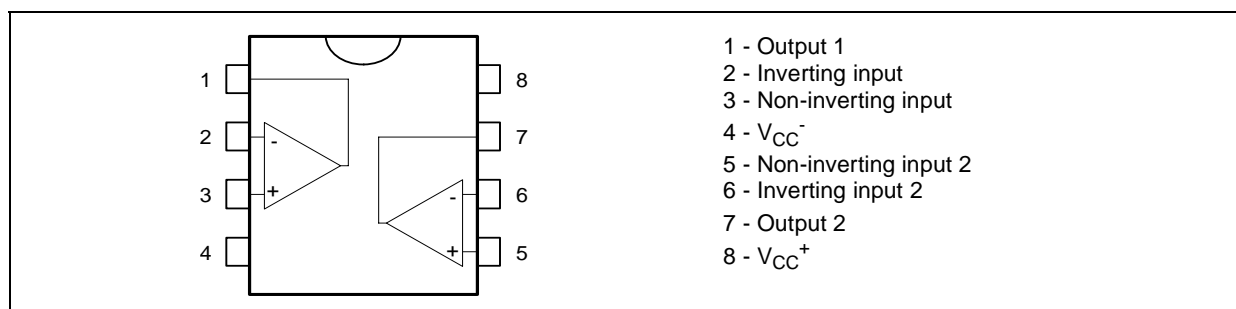 1
2
3
4
8
7
6
5
-
+
-
+
1 - Output 1
2 - Inverting input
3 - Non-inverting input
4 - VCC-
5 - Non-inverting input 2
6 - Inverting input 2
7 - Output 2
8 - VCC+